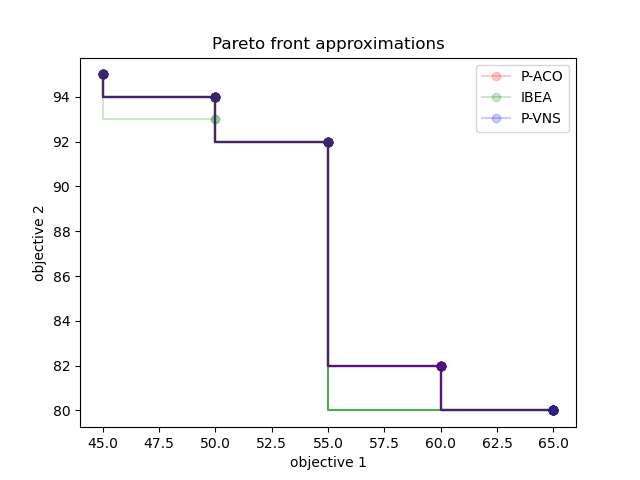 Pareto front approximations
P-ACO
IBEA
P-VNS
objective 2
94
92
90
88
86
84
82
80
45.0 47.5 50.0 52.5 55.0 57.5 60.0 62.5 65.0
objective 1